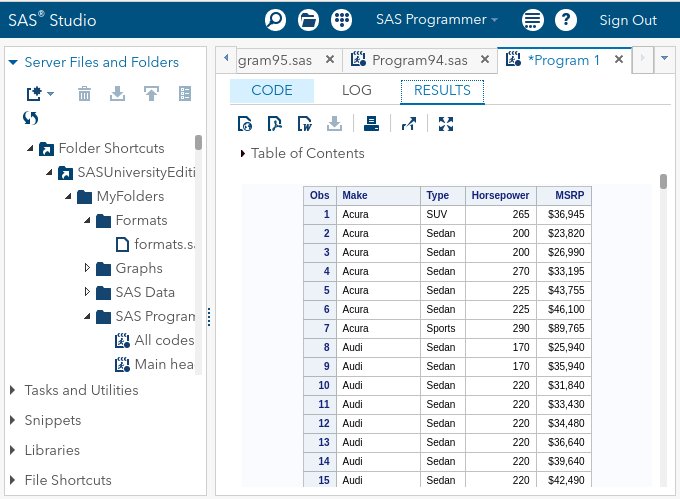 SAS® Studio SAS Programmer Sign Out
Server Files and Folders
Folder Shortcuts
SASUniversityEditi
MyFolders
Formats
formats.sa
Graphs
SAS Data
SAS Program
All codes
Main hea
Tasks and Utilities
Snippets
Libraries
File Shortcuts
gram95.sas Program94.sas *Program 1
CODE LOG RESULTS
Table of Contents
Obs Make Type Horsepower MSRP
1 Acura SUV 265 $36,945
2 Acura Sedan 200 $23,820
3 Acura Sedan 200 $26,990
4 Acura Sedan 270 $33,195
5 Acura Sedan 225 $43,755
6 Acura Sedan 225 $46,100
7 Acura Sports 290 $89,765
8 Audi Sedan 170 $25,940
9 Audi Sedan 170 $35,940
10 Audi Sedan 220 $31,840
11 Audi Sedan 220 $33,430
12 Audi Sedan 220 $34,480
13 Audi Sedan 220 $36,640
14 Audi Sedan 220 $39,640
15 Audi Sedan 220 $42,490